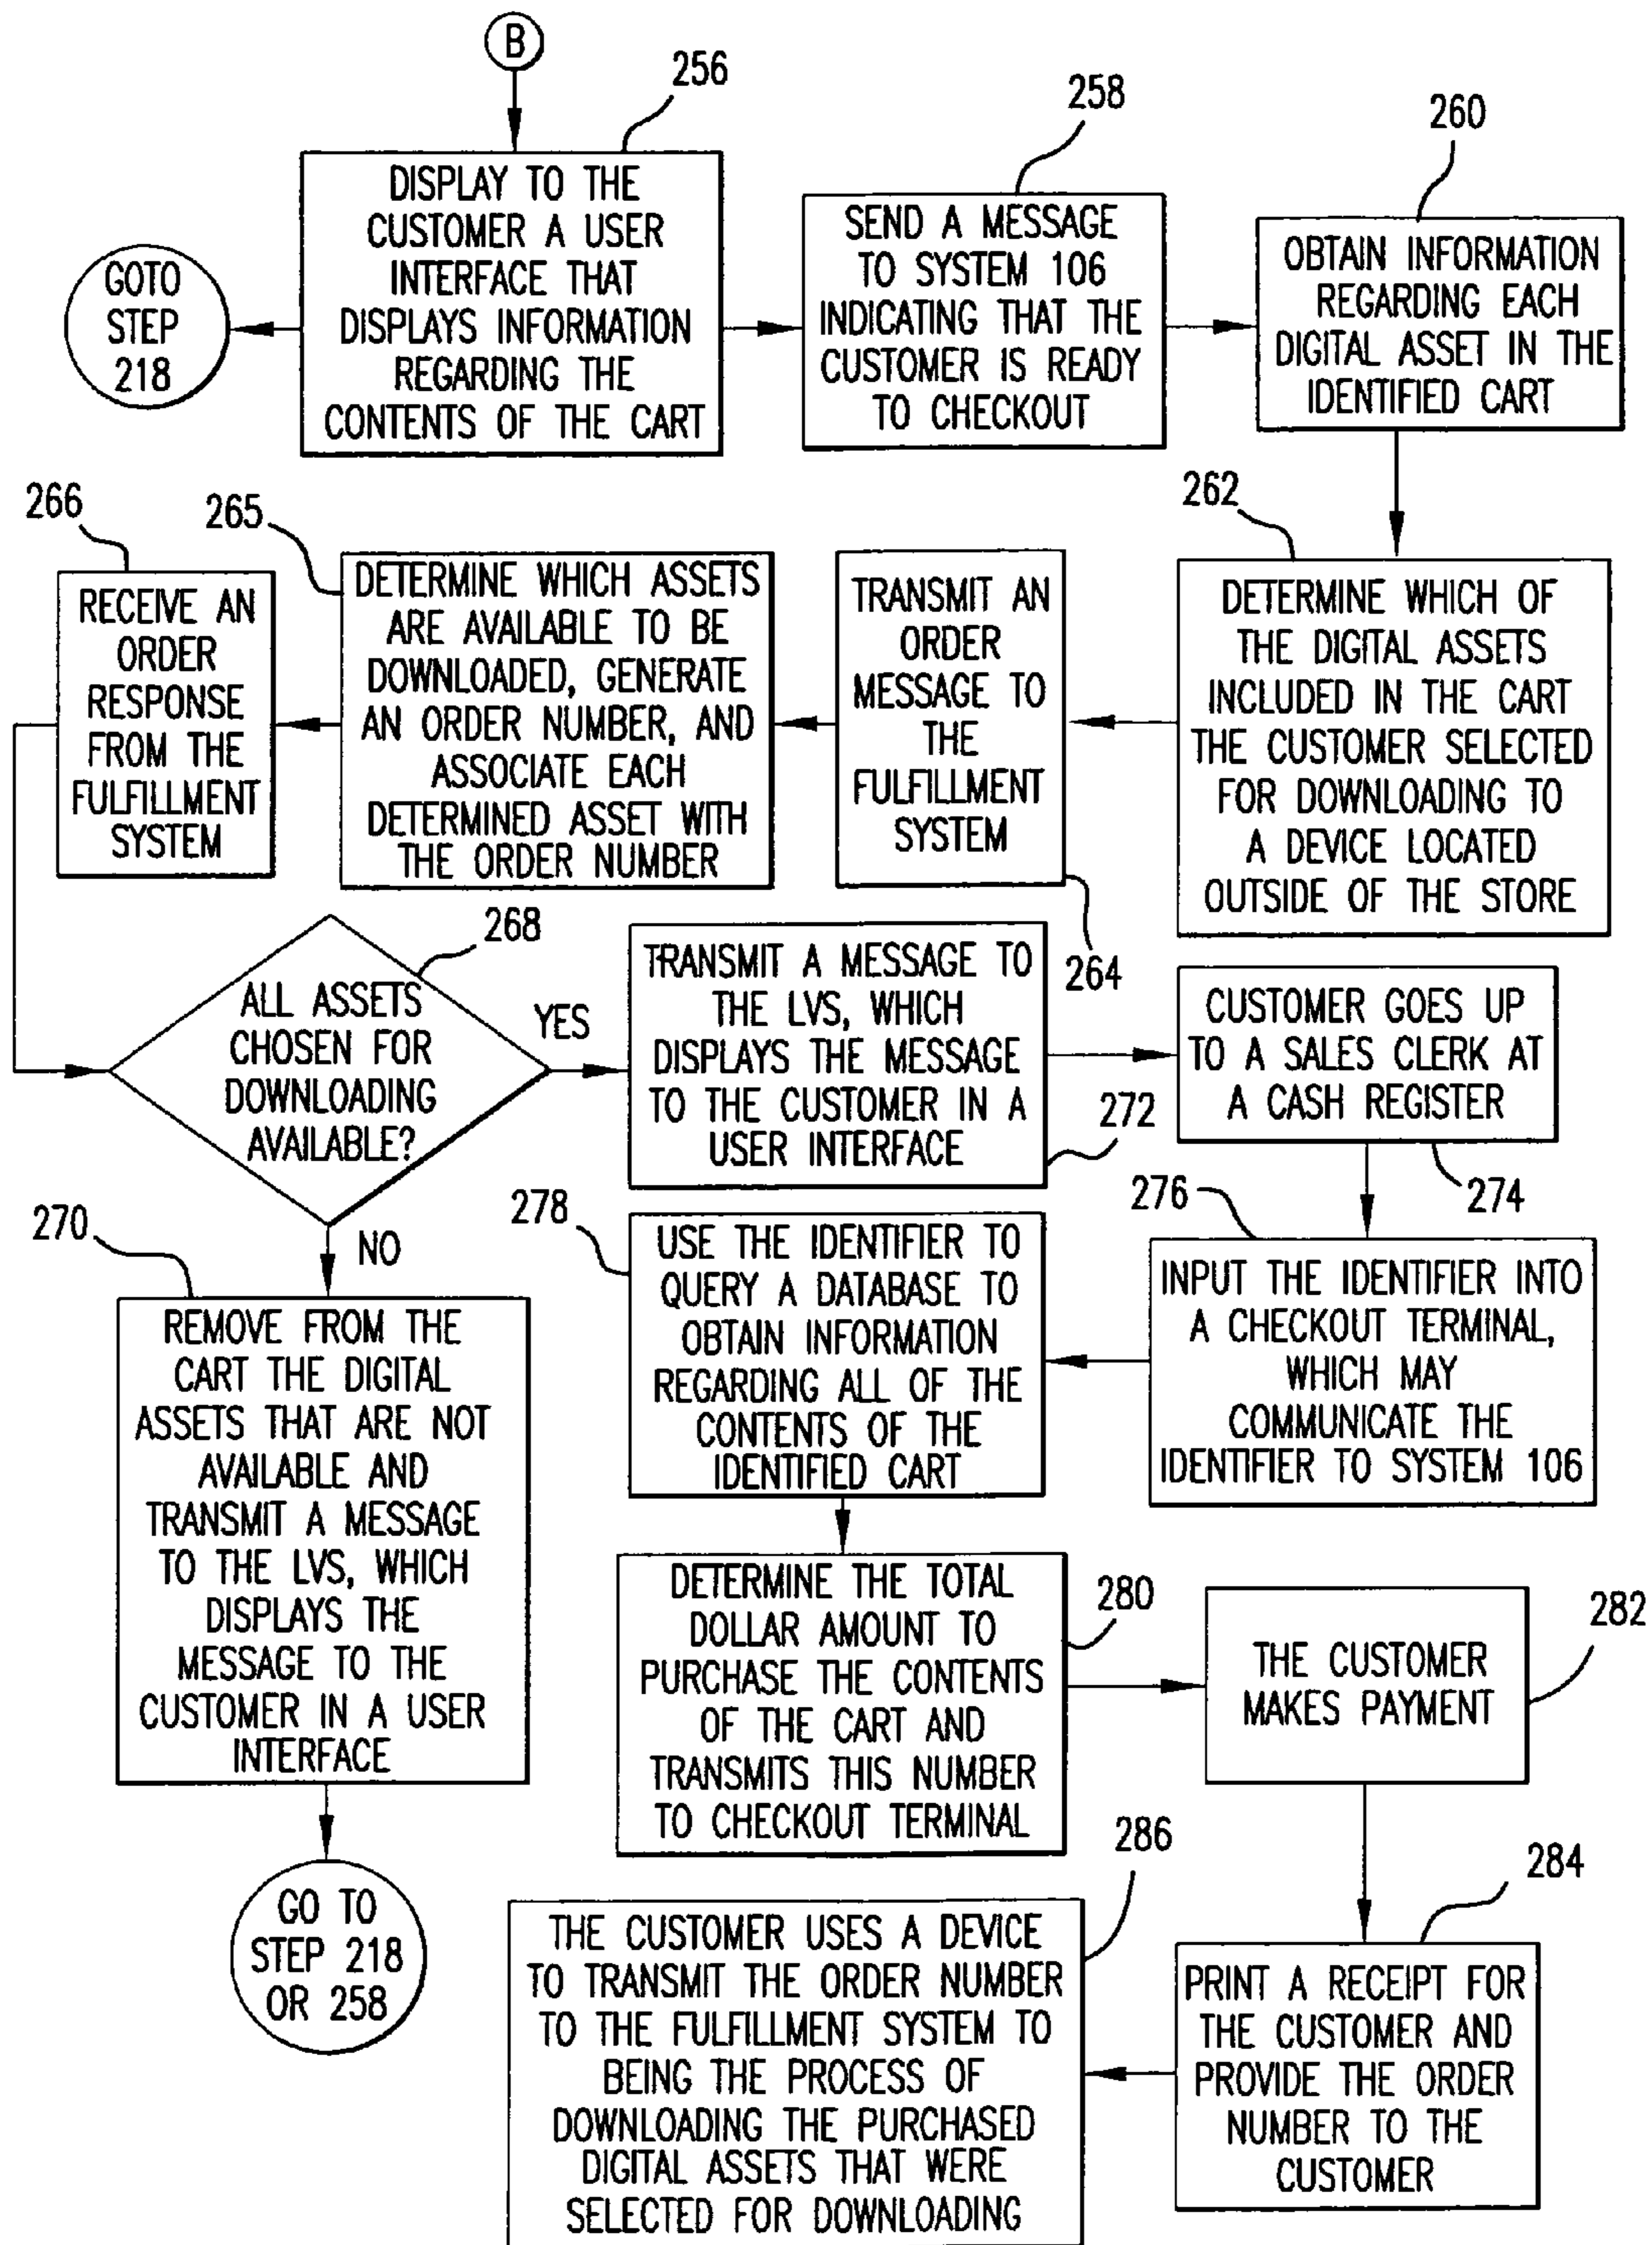 B
256
DISPLAY TO THE
CUSTOMER A USER
INTERFACE THAT
DISPLAYS INFORMATION
REGARDING THE
CONTENTS OF THE CART
GOTO
STEP
218
258
SEND A MESSAGE
TO SYSTEM 106
INDICATING THAT THE
CUSTOMER IS READY
TO CHECKOUT
260
OBTAIN INFORMATION
REGARDING EACH
DIGITAL ASSET IN THE
IDENTIFIED CART
262
DETERMINE WHICH OF
THE DIGITAL ASSETS
INCLUDED IN THE CART
THE CUSTOMER SELECTED
FOR DOWNLOADING TO
A DEVICE LOCATED
OUTSIDE OF THE STORE
TRANSMIT AN
ORDER
MESSAGE TO
THE
FULFILLMENT
SYSTEM
264
265
DETERMINE WHICH ASSETS
ARE AVAILABLE TO BE
DOWNLOADED, GENERATE
AN ORDER NUMBER, AND
ASSOCIATE EACH
DETERMINED ASSET WITH
THE ORDER NUMBER
266
RECEIVE AN
ORDER
RESPONSE
FROM THE
FULFILLMENT
SYSTEM
268
ALL ASSETS
CHOSEN FOR
DOWNLOADING
AVAILABLE?
YES
NO
270
REMOVE FROM THE
CART THE DIGITAL
ASSETS THAT ARE NOT
AVAILABLE AND
TRANSMIT A MESSAGE
TO THE LVS, WHICH
DISPLAYS THE
MESSAGE TO THE
CUSTOMER IN A USER
INTERFACE
GO TO
STEP 218
OR 258
TRANSMIT A MESSAGE TO
THE LVS, WHICH
DISPLAYS THE MESSAGE
TO THE CUSTOMER IN A
USER INTERFACE
272
CUSTOMER GOES UP
TO A SALES CLERK AT
A CASH REGISTER
274
276
INPUT THE IDENTIFIER INTO
A CHECKOUT TERMINAL,
WHICH MAY
COMMUNICATE THE
IDENTIFIER TO SYSTEM 106
278
USE THE IDENTIFIER TO
QUERY A DATABASE TO
OBTAIN INFORMATION
REGARDING ALL OF THE
CONTENTS OF THE
IDENTIFIED CART
DETERMINE THE TOTAL
DOLLAR AMOUNT TO
PURCHASE THE CONTENTS
OF THE CART AND
TRANSMITS THIS NUMBER
TO CHECKOUT TERMINAL
280
THE CUSTOMER
MAKES PAYMENT
282
284
PRINT A RECEIPT FOR
THE CUSTOMER AND
PROVIDE THE ORDER
NUMBER TO THE
CUSTOMER
286
THE CUSTOMER USES A DEVICE
TO TRANSMIT THE ORDER NUMBER
TO THE FULFILLMENT SYSTEM TO
BEING THE PROCESS OF
DOWNLOADING THE PURCHASED
DIGITAL ASSETS THAT WERE
SELECTED FOR DOWNLOADING